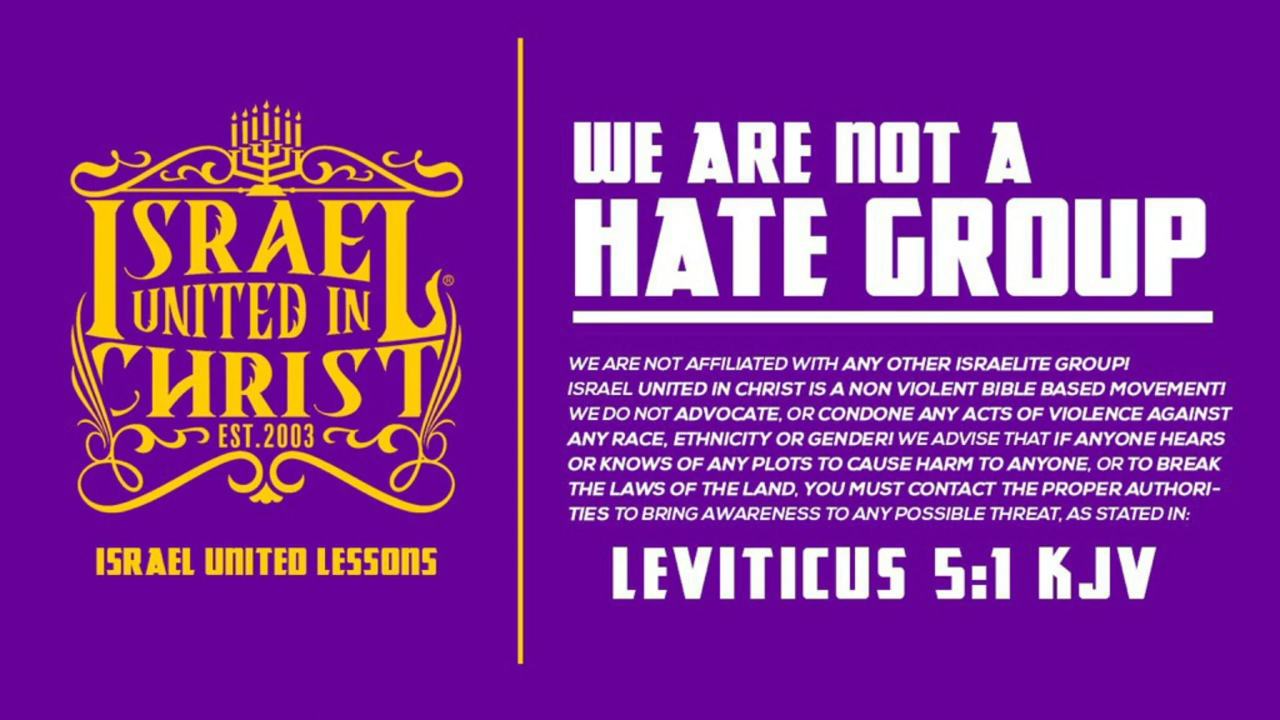 ISRAEL
UNITED IN
CHRIST
EST.2003
ISRAEL UNITED LESSONS
WE ARE NOT A
HATE GROUP
WE ARE NOT AFFILIATED WITH ANY OTHER ISRAELITE GROUP!
ISRAEL UNITED IN CHRIST IS A NON VIOLENT BIBLE BASED MOVEMENT!
WE DO NOT ADVOCATE, OR CONDONE ANY ACTS OF VIOLENCE AGAINST
ANY RACE, ETHNICITY OR GENDER! WE ADVISE THAT IF ANYONE HEARS
OR KNOWS OF ANY PLOTS TO CAUSE HARM TO ANYONE, OR TO BREAK
THE LAWS OF THE LAND, YOU MUST CONTACT THE PROPER AUTHORI-
TIES TO BRING AWARENESS TO ANY POSSIBLE THREAT, AS STATED IN:
LEVITICUS 5:1 KJV